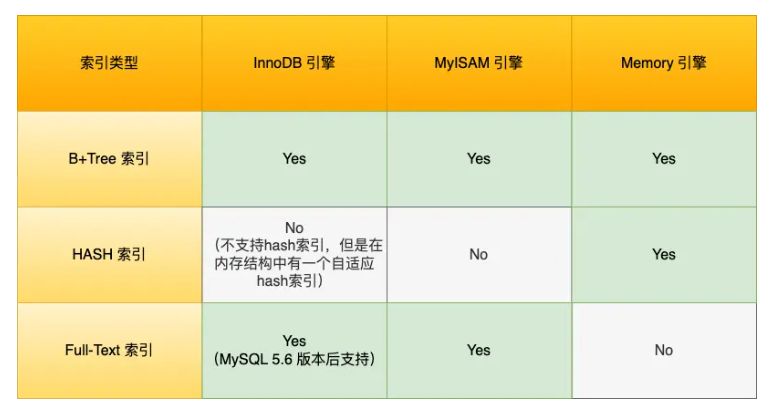 索引类型
InnoDB 引擎
MyISAM 引擎
Memory 引擎
B+Tree 索引
Yes
Yes
Yes
HASH 索引
No
（不支持hash索引，但是在
内存结构中有一个自适应
hash索引）
No
Yes
Full-Text 索引
Yes
（MySQL 5.6 版本后支持）
Yes
No